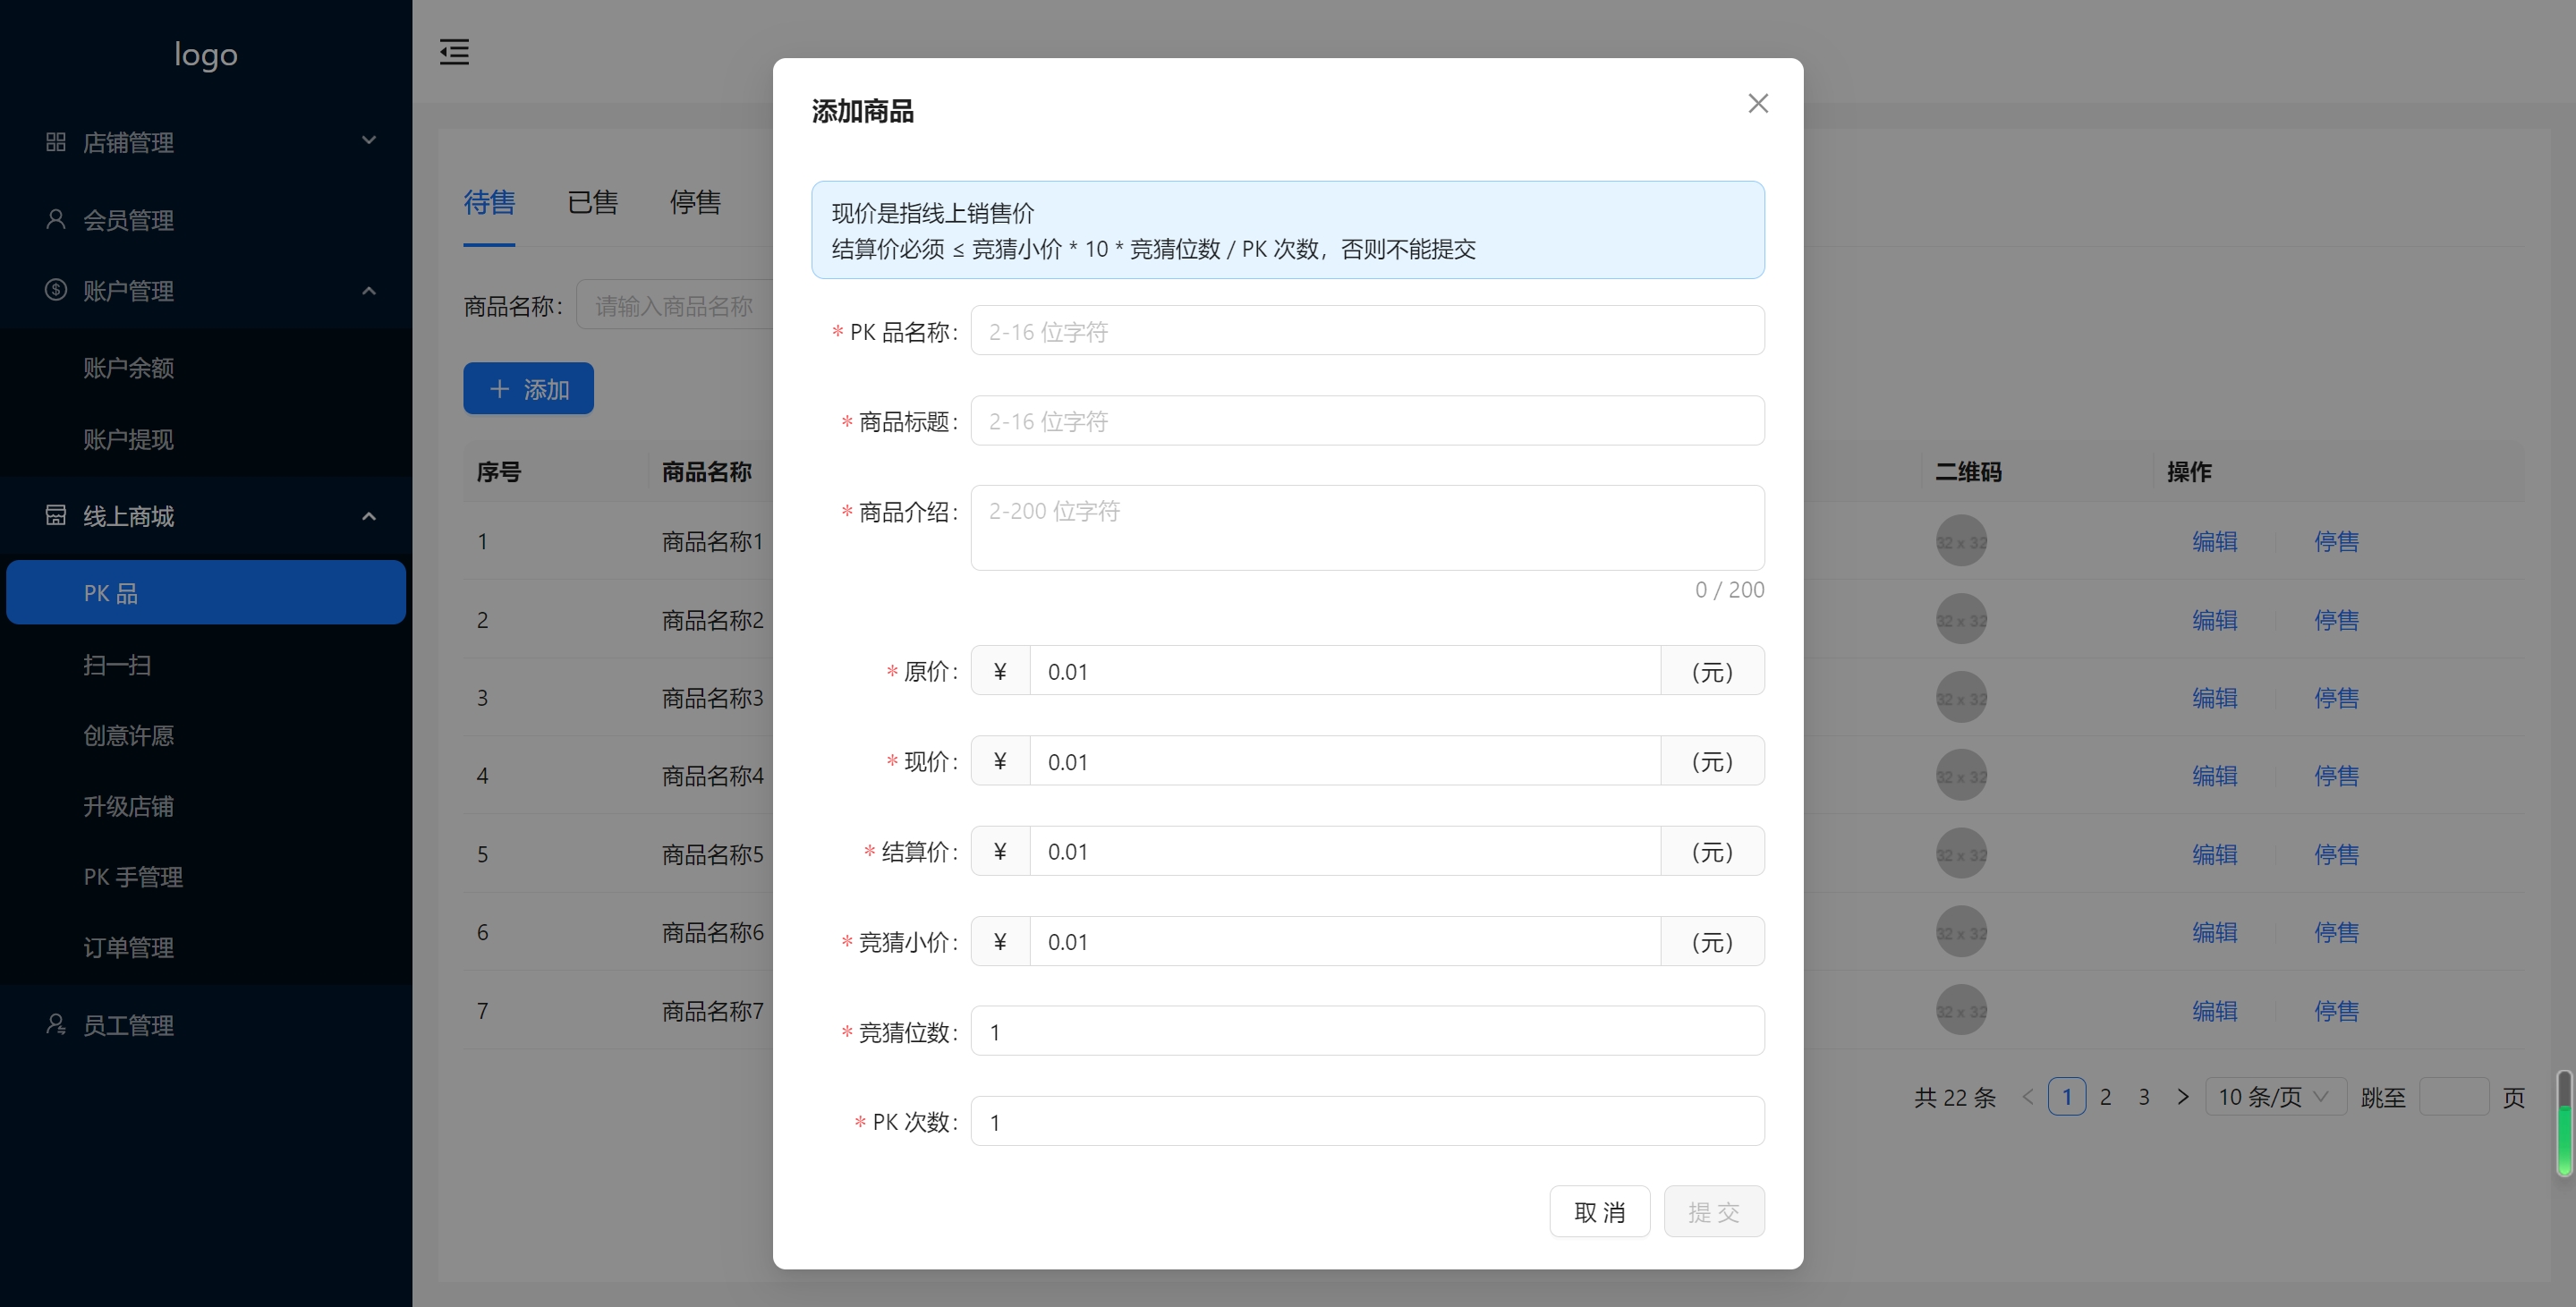 logo
店铺管理
会员管理
账户管理
账户余额
账户提现
线上商城
PK 品
扫一扫
创意许愿
升级店铺
PK 手管理
订单管理
员工管理
待售 已售 停售
商品名称： 请输入商品名称
添加
序号 商品名称 二维码 操作
1 商品名称1 32 x 32 编辑 停售
2 商品名称2 32 x 32 编辑 停售
3 商品名称3 32 x 32 编辑 停售
4 商品名称4 32 x 32 编辑 停售
5 商品名称5 32 x 32 编辑 停售
6 商品名称6 32 x 32 编辑 停售
7 商品名称7 32 x 32 编辑 停售
共 22 条 < 1 2 3 > 10 条/页 跳至 页
添加商品
现价是指线上销售价
结算价必须 ≤ 竞猜小价 * 10 * 竞猜位数 / PK 次数，否则不能提交
* PK 品名称： 2-16 位字符
* 商品标题： 2-16 位字符
* 商品介绍： 2-200 位字符
0 / 200
* 原价： ¥ 0.01 (元)
* 现价： ¥ 0.01 (元)
* 结算价： ¥ 0.01 (元)
* 竞猜小价： ¥ 0.01 (元)
* 竞猜位数： 1
* PK 次数： 1
取 消 提 交